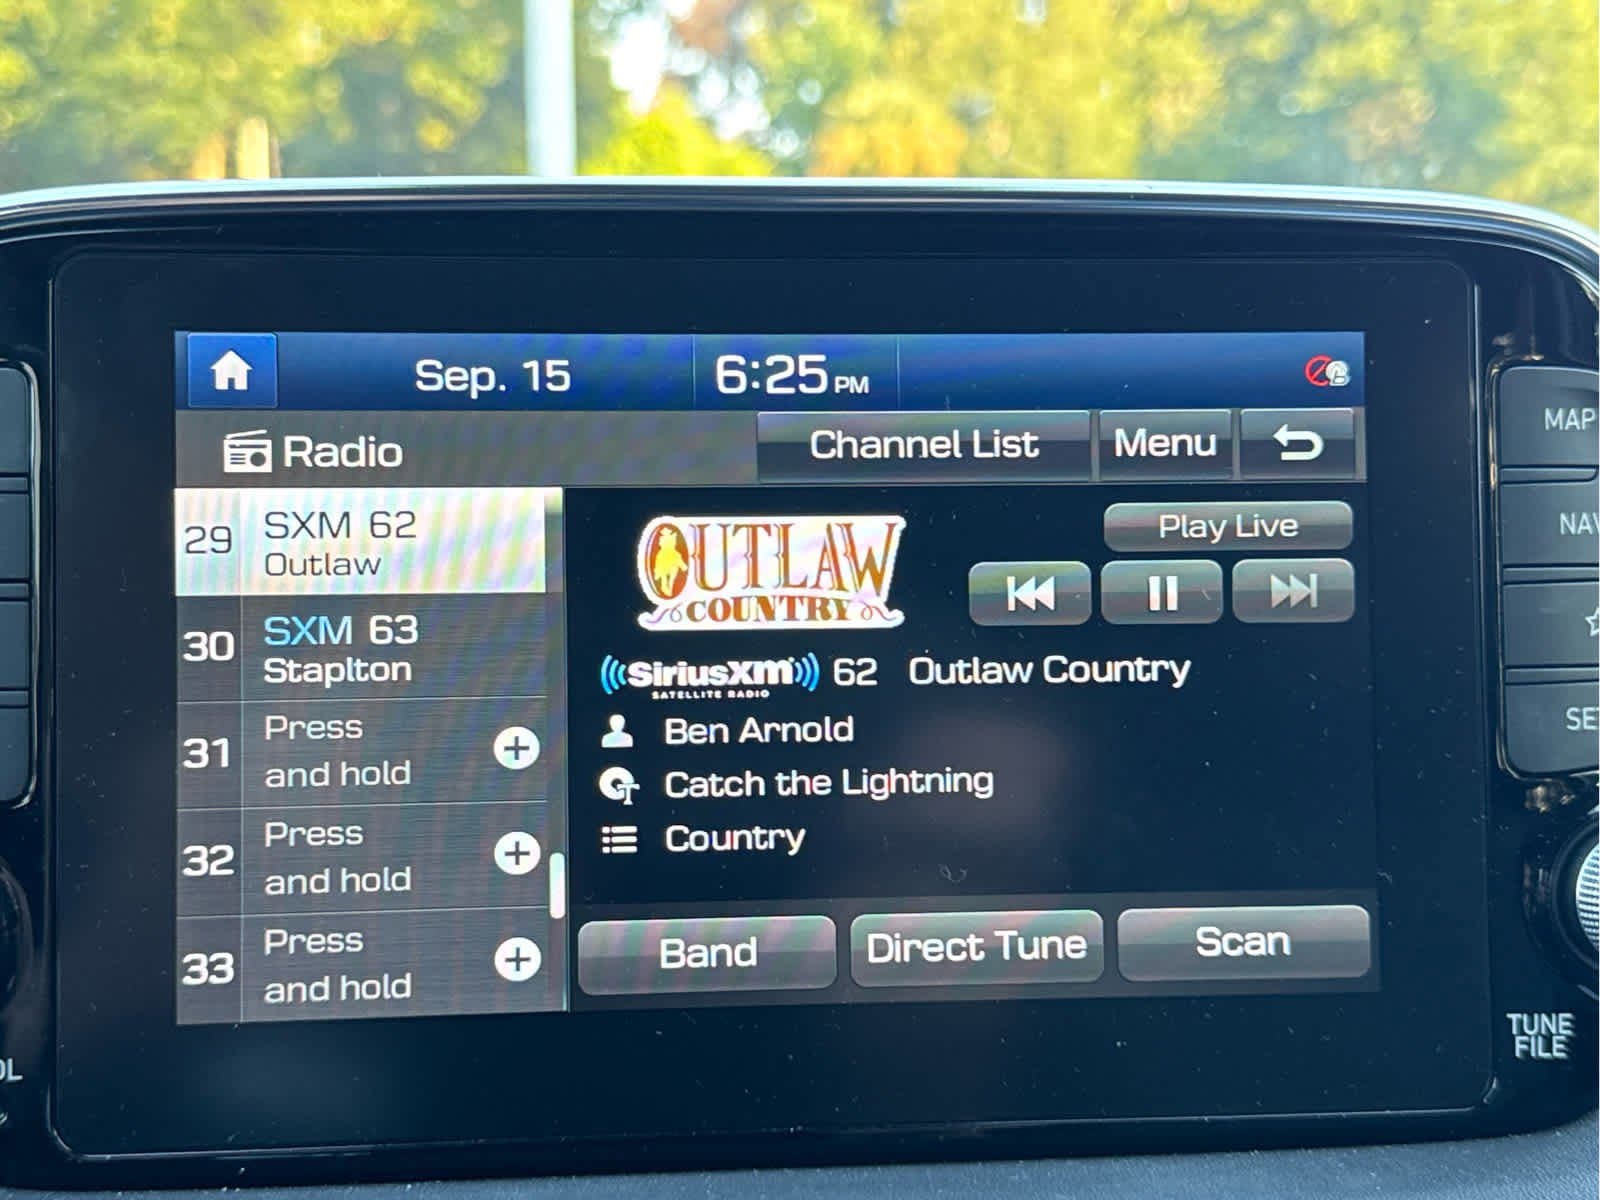 Sep. 15
6:25 PM
Radio
Channel List
Menu
29
SXM 62
Outlaw
30
SXM 63
Staplton
31
Press
and hold
32
Press
and hold
33
Press
and hold
OUTLAW
COUNTRY
Play Live
SiriusXM
SATELLITE RADIO
62 Outlaw Country
Ben Arnold
Catch the Lightning
Country
Band
Direct Tune
Scan
MAP
TUNE
FILE